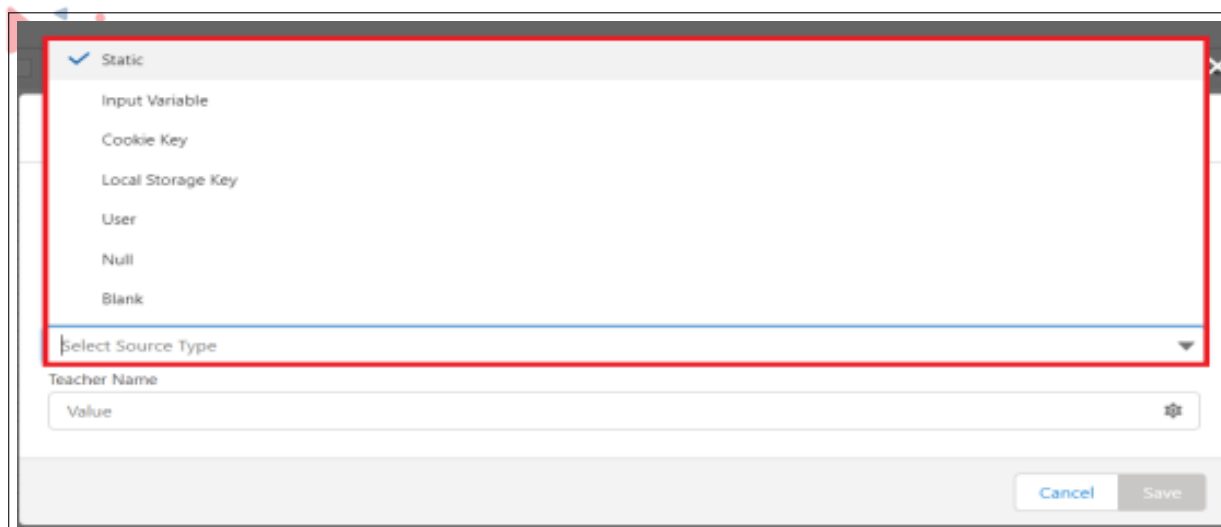 Static
Input Variable
Cookie Key
Local Storage Key
User
Null
Blank
Select Source Type
Teacher Name
Value
Cancel Save